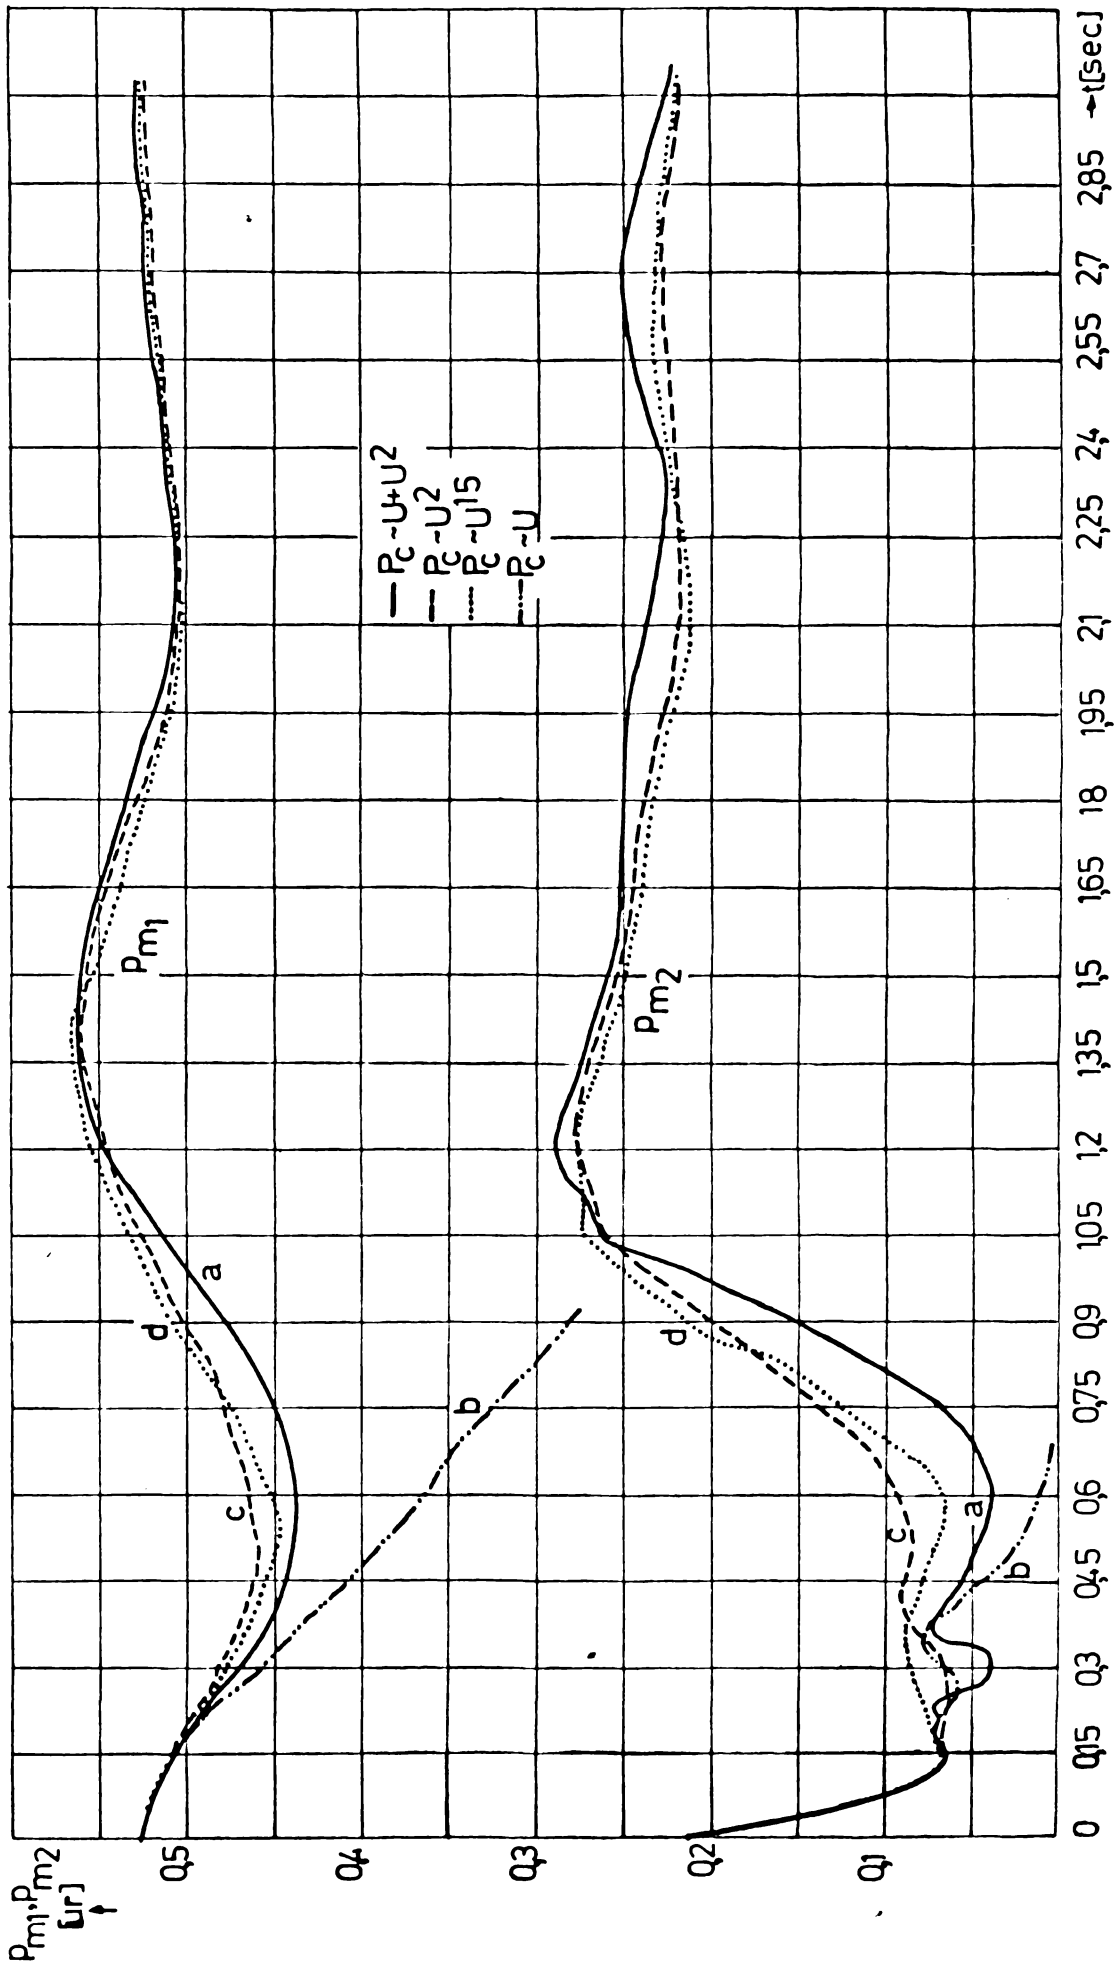 Pm1, Pm2
[ur]
0,5
0,4
0,3
0,2
0,1
Pm1
a
d
c
b
— Pc ~U+U2
– – Pc ~U2
..... Pc ~U15
–··– Pc ~U
Pm2
d
c
a
b
0 0,15 0,3 0,45 0,6 0,75 0,9 1,05 1,2 1,35 1,5 1,65 1,8 1,95 2,1 2,25 2,4 2,55 2,7 2,85 → t[sec]